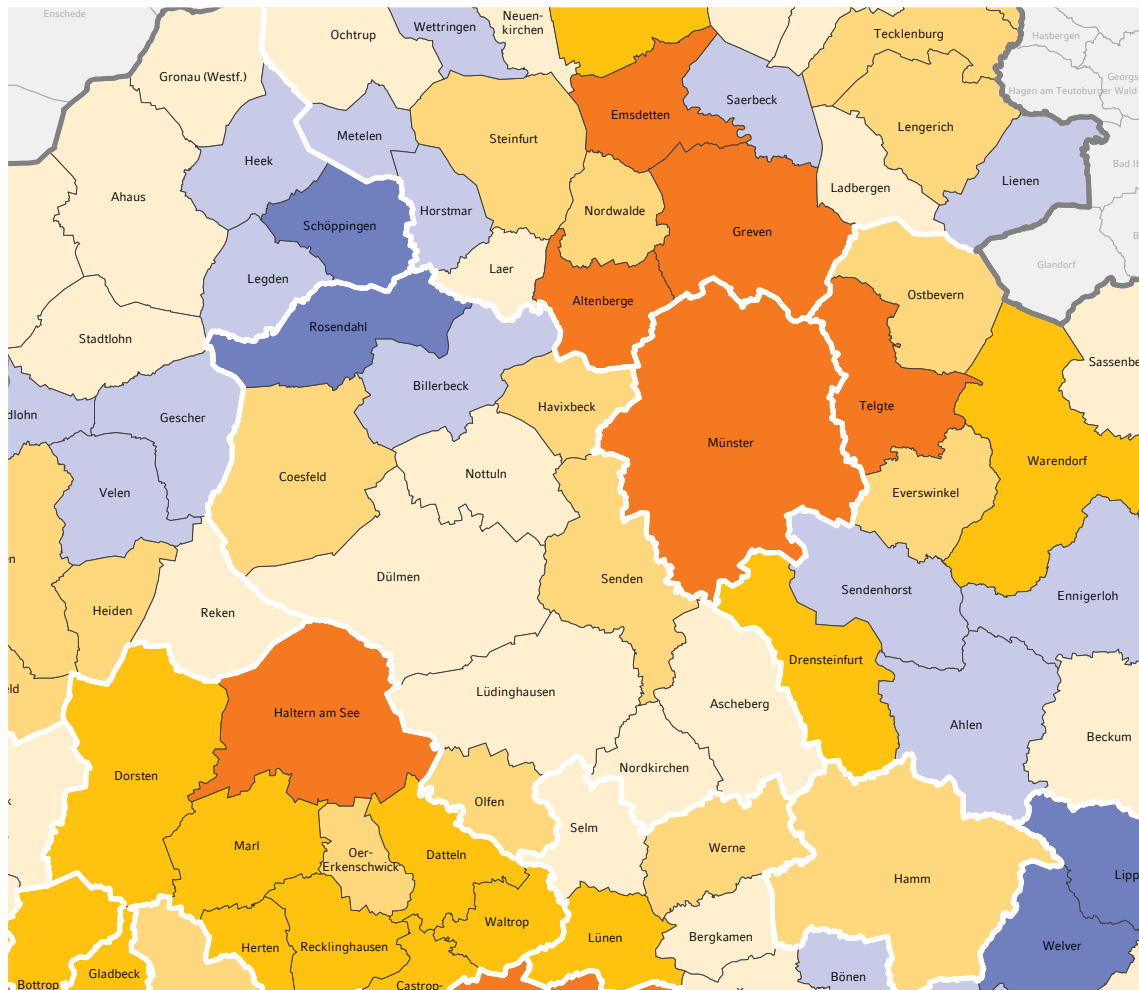 Enschede
Ochtrup
Wettringen
Neuen-
kirchen
Tecklenburg
Hasbergen
Gronau (Westf.)
Georgs
Hagen am Teutoburger Wald
Saerbeck
Emsdetten
Lengerich
Steinfurt
Metelen
Heek
Bad Ib
Lienen
Ladbergen
Ahaus
Horstmar
Nordwalde
Schöppingen
Greven
B
Glandorf
Laer
Legden
Ostbevern
Altenberge
Rosendahl
Stadtlohn
Sassenbe
Billerbeck
Havixbeck
Telgte
dlohn
Gescher
Münster
Warendorf
Nottuln
Coesfeld
Velen
Everswinkel
en
Dülmen
Senden
Sendenhorst
Ennigerloh
Heiden
Reken
Drensteinfurt
eld
Lüdinghausen
Ascheberg
Haltern am See
Ahlen
Beckum
Nordkirchen
Dorsten
k
Olfen
Selm
Marl
Oer-
Erkenschwick
Datteln
Werne
Hamm
Lipp
Waltrop
Herten
Recklinghausen
Lünen
Bergkamen
Welver
Gladbeck
Bönen
Bottrop
Castrop-